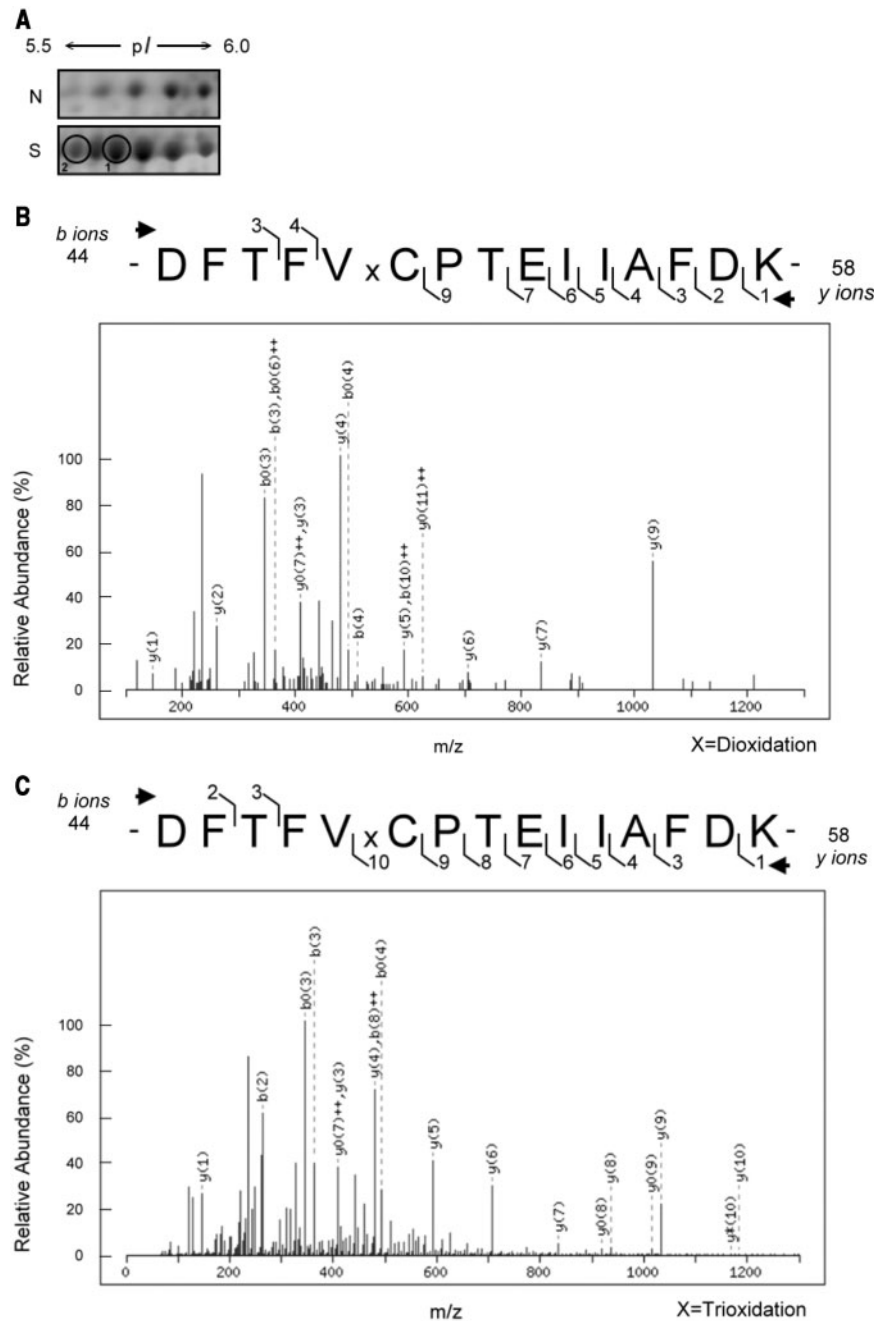 A
5.5 ← pI → 6.0
N
S
2 1
B
b ions
44
3 4
- D F T F V x C P T E I I A F D K -
9 7 6 5 4 3 2 1
58
y ions
Relative Abundance (%)
100
80
60
40
20
0
y(1)
y(2)
b0(3)
b(3),b0(6)++
y0(7)++,y(3)
y(4)
b0(4)
b(4)
y(5),b(10)++
y0(11)++
y(6)
y(7)
y(9)
200 400 600 800 1000 1200
m/z
X=Dioxidation
C
b ions
44
2 3
- D F T F V x C P T E I I A F D K -
10 9 8 7 6 5 4 3 1
58
y ions
Relative Abundance (%)
100
80
60
40
20
0
y(1)
b(2)
b0(3)
b(3)
y0(7)++,y(3)
y(4),b(8)++
b0(4)
y(5)
y(6)
y(7)
y0(8)
y(8)
y0(9)
y(9)
y*(10)
y(10)
0 200 400 600 800 1000 1200
m/z
X=Trioxidation